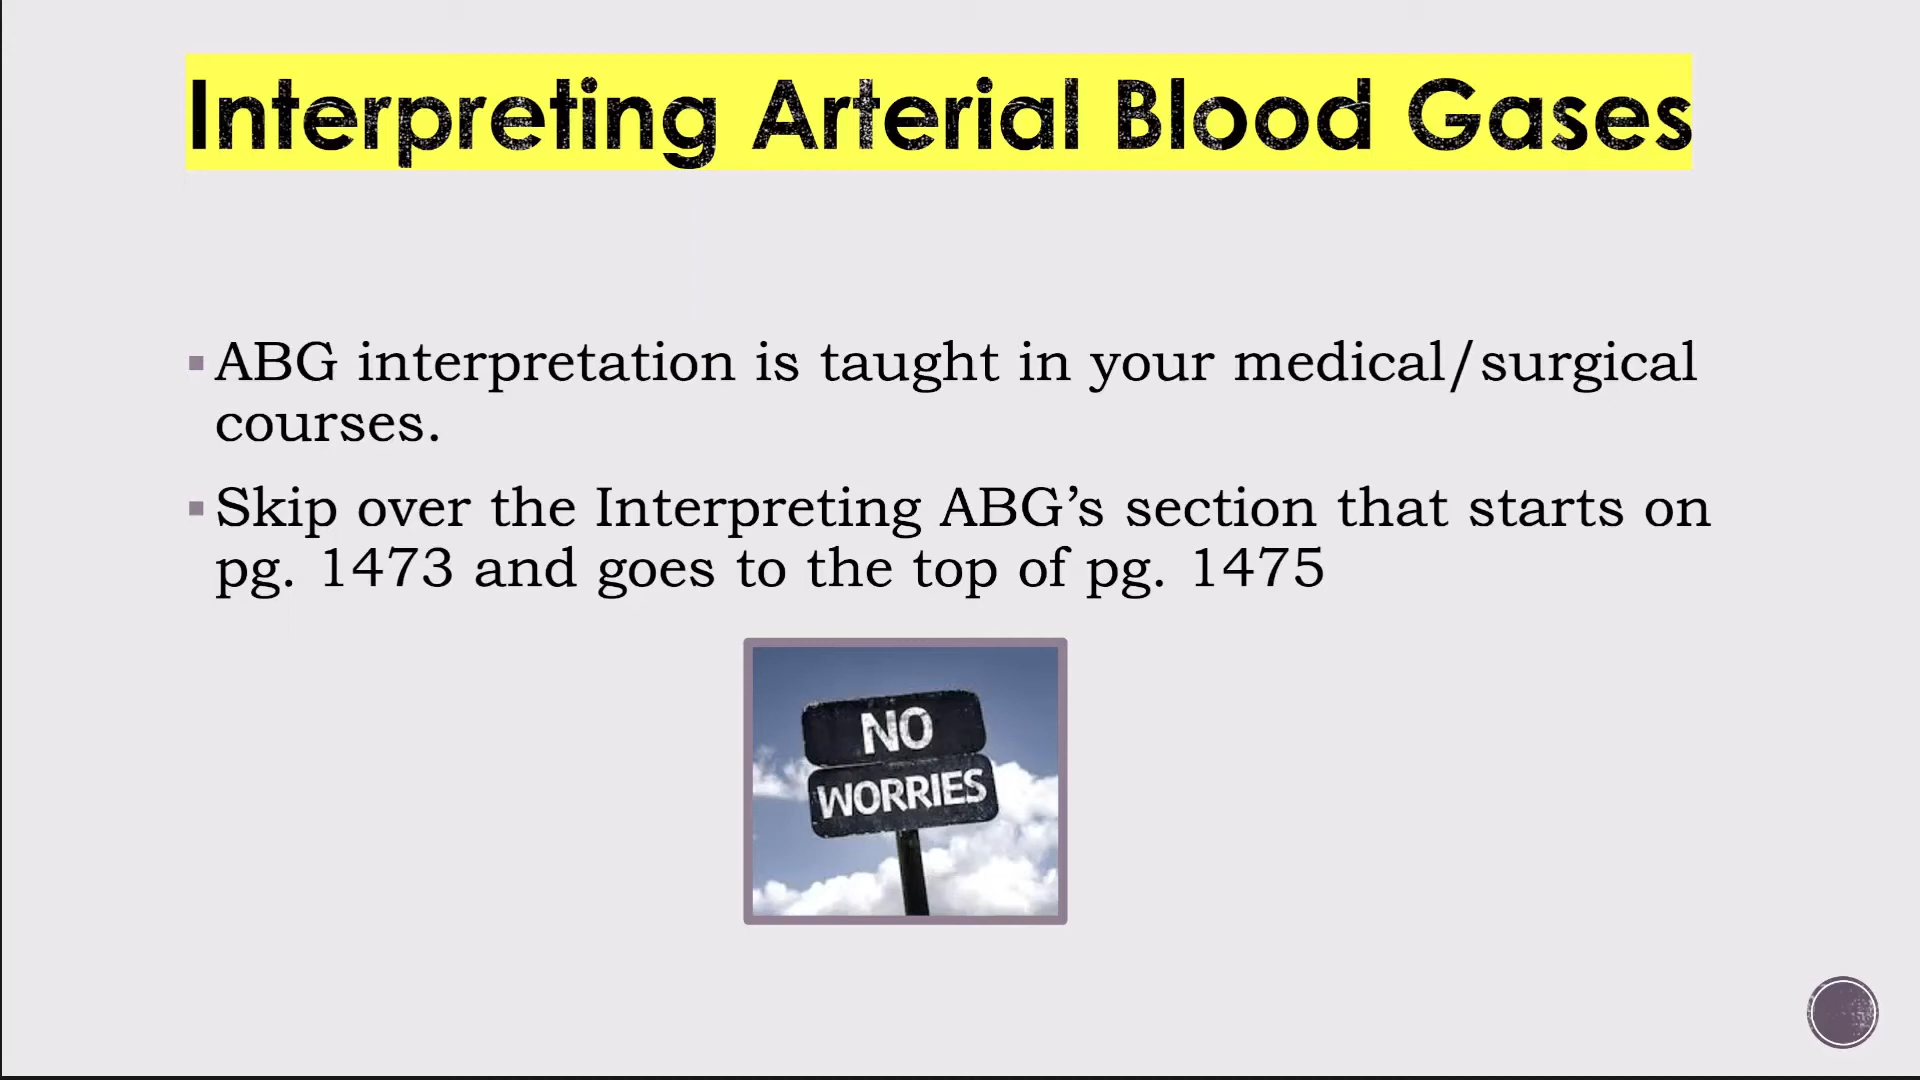 Interpreting Arterial Blood Gases
ABG interpretation is taught in your medical/surgical
courses.
Skip over the Interpreting ABG’s section that starts on
pg. 1473 and goes to the top of pg. 1475
NO
WORRIES